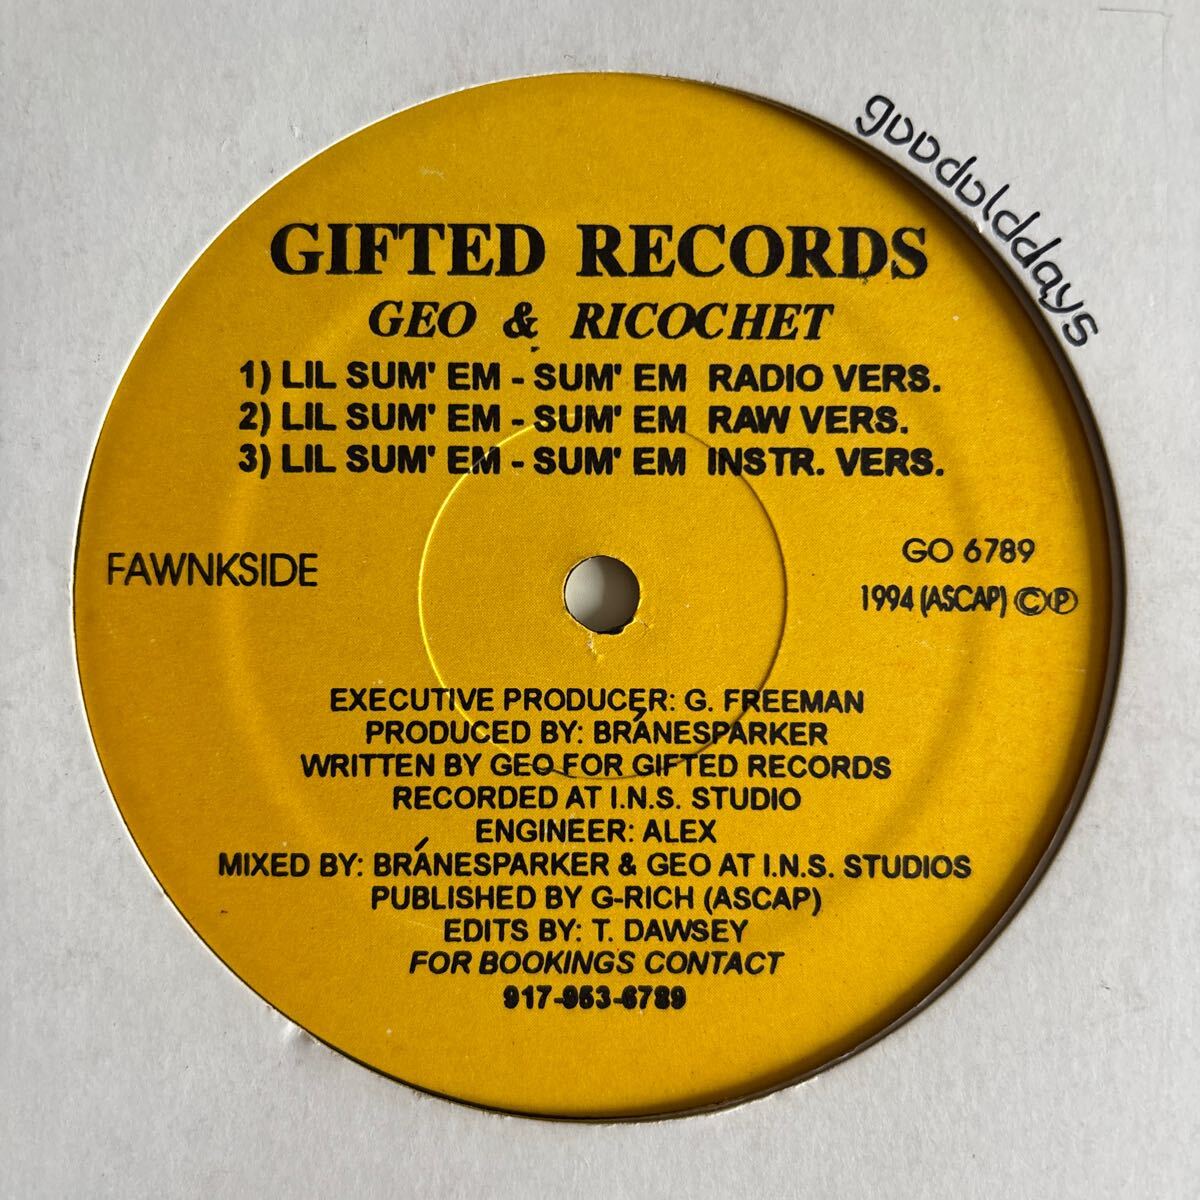 goodolddays
GIFTED RECORDS
GEO & RICOCHET
1) LIL SUM' EM - SUM' EM RADIO VERS.
2) LIL SUM' EM - SUM' EM RAW VERS.
3) LIL SUM' EM - SUM' EM INSTR. VERS.
FAWNKSIDE
GO 6789
1994 (ASCAP) ©℗
EXECUTIVE PRODUCER: G. FREEMAN
PRODUCED BY: BRÁNESPARKER
WRITTEN BY GEO FOR GIFTED RECORDS
RECORDED AT I.N.S. STUDIO
ENGINEER: ALEX
MIXED BY: BRÁNESPARKER & GEO AT I.N.S. STUDIOS
PUBLISHED BY G-RICH (ASCAP)
EDITS BY: T. DAWSEY
FOR BOOKINGS CONTACT
917-953-6789